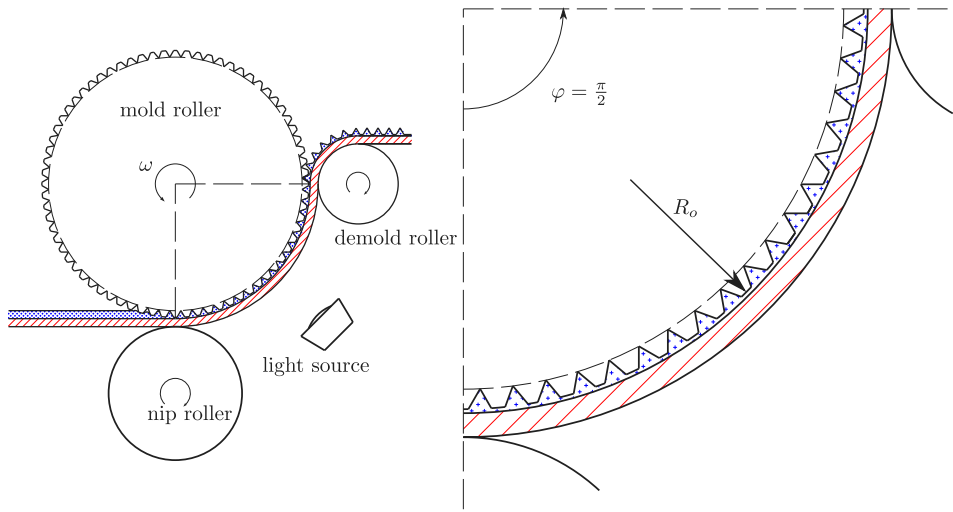 mold roller
ω
demold roller
light source
nip roller
φ = π/2
R_o